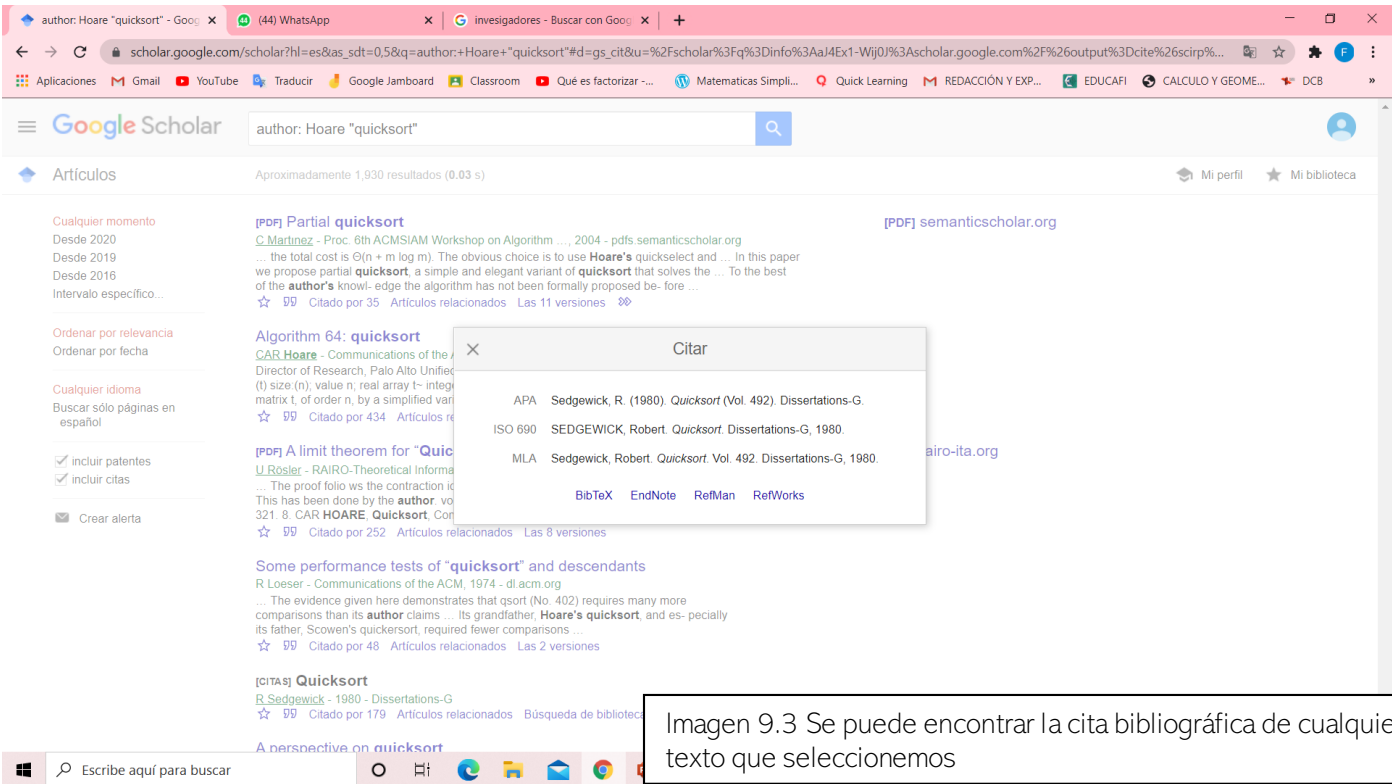 author: Hoare "quicksort" - Goog
(44) WhatsApp
invesigadores - Buscar con Goog
scholar.google.com/scholar?hl=es&as_sdt=0,5&q=author:+Hoare+"quicksort"#d=gs_cit&u=%2Fscholar%3Fq%3Dinfo%3AaJ4Ex1-Wij0J%3Ascholar.google.com%2F%26output%3Dcite%26scirp%...
Aplicaciones Gmail YouTube Traducir Google Jamboard Classroom Qué es factorizar -... Matematicas Simpli... Quick Learning REDACCIÓN Y EXP... EDUCAFI CALCULO Y GEOME... DCB »
Google Scholar
author: Hoare "quicksort"
Artículos
Aproximadamente 1,930 resultados (0.03 s)
Mi perfil Mi biblioteca
Cualquier momento
Desde 2020
Desde 2019
Desde 2016
Intervalo específico...
Ordenar por relevancia
Ordenar por fecha
Cualquier idioma
Buscar sólo páginas en
español
incluir patentes
incluir citas
Crear alerta
[PDF] Partial quicksort
[PDF] semanticscholar.org
C Martınez - Proc. 6th ACMSIAM Workshop on Algorithm …, 2004 - pdfs.semanticscholar.org
… the total cost is Θ(n + m log m). The obvious choice is to use Hoare's quickselect and … In this paper
we propose partial quicksort, a simple and elegant variant of quicksort that solves the … To the best
of the author's knowl- edge the algorithm has not been formally proposed be- fore …
Citado por 35 Artículos relacionados Las 11 versiones
Algorithm 64: quicksort
CAR Hoare - Communications of the
Director of Research, Palo Alto Unified
(t) size:(n); value n; real array t~ integ
matrix t, of order n, by a simplified vari
Citado por 434 Artículos re
[PDF] A limit theorem for “Quic
airo-ita.org
U Rösler - RAIRO-Theoretical Informa
... The proof folio ws the contraction
This has been done by the author. vo
321. 8. CAR HOARE, Quicksort, Co
Citado por 252 Artículos relacionados Las 8 versiones
Some performance tests of “quicksort” and descendants
R Loeser - Communications of the ACM, 1974 - dl.acm.org
… The evidence given here demonstrates that qsort (No. 402) requires many more
comparisons than its author claims … Its grandfather, Hoare's quicksort, and es- pecially
its father, Scowen's quickersort, required fewer comparisons …
Citado por 48 Artículos relacionados Las 2 versiones
[CITAS] Quicksort
R Sedgewick - 1980 - Dissertations-G
Citado por 179 Artículos relacionados Búsqueda de bibliotec
A perspective on quicksort
Citar
APA Sedgewick, R. (1980). Quicksort (Vol. 492). Dissertations-G.
ISO 690 SEDGEWICK, Robert. Quicksort. Dissertations-G, 1980.
MLA Sedgewick, Robert. Quicksort. Vol. 492. Dissertations-G, 1980.
BibTeX EndNote RefMan RefWorks
Imagen 9.3 Se puede encontrar la cita bibliográfica de cualquie
texto que seleccionemos
Escribe aquí para buscar